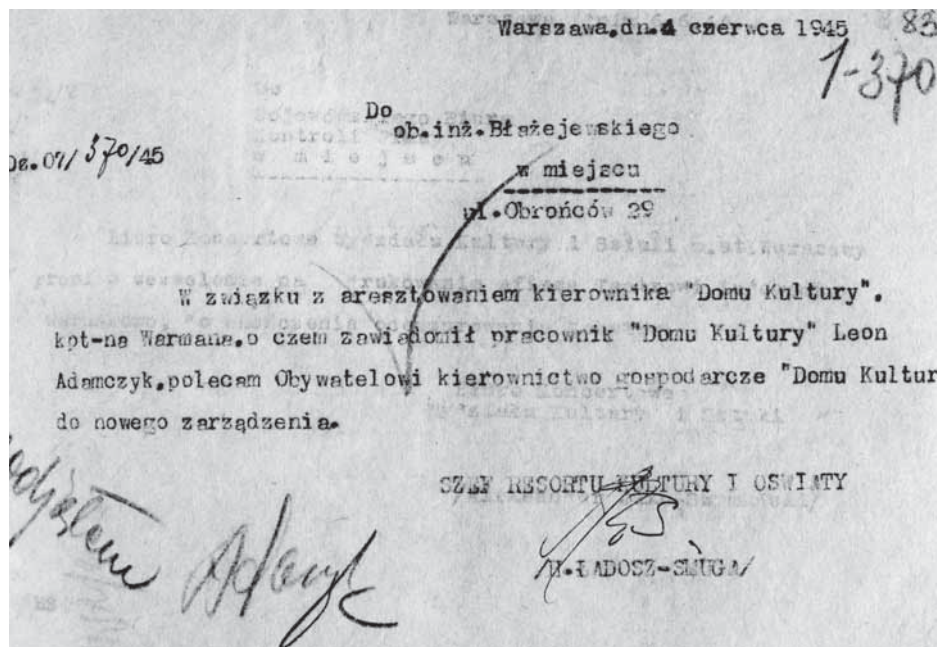 Warszawa,dn.4 czerwca 1945
83
1-370
Do
ob.inż.Błażejewskiego
Dz.07/370/45
w miejscu
ul.Obrońców 29
W związku z aresztowaniem kierownika "Domu Kultury".
kpt-na Warmana.o czem zawiadomił pracownik "Domu Kultury" Leon
Adamczyk.polecam Obywatelowi kierownictwo gospodarcze "Domu Kultur
do nowego zarządzenia.
SZEF RESORTU KULTURY I OSWIATY
/H.ŁADOSZ-SŁUGA/